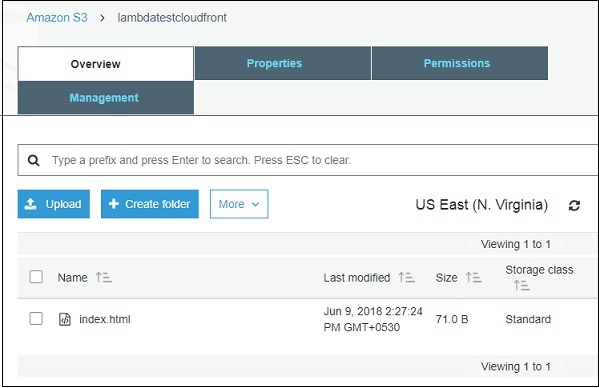 Amazon S3 > lambdatestcloudfront
Overview
Properties
Permissions
Management
Type a prefix and press Enter to search. Press ESC to clear.
Upload
Create folder
More
US East (N. Virginia)
Viewing 1 to 1
Name
Last modified
Size
Storage class
index.html
Jun 9, 2018 2:27:24
PM GMT+0530
71.0 B
Standard
Viewing 1 to 1